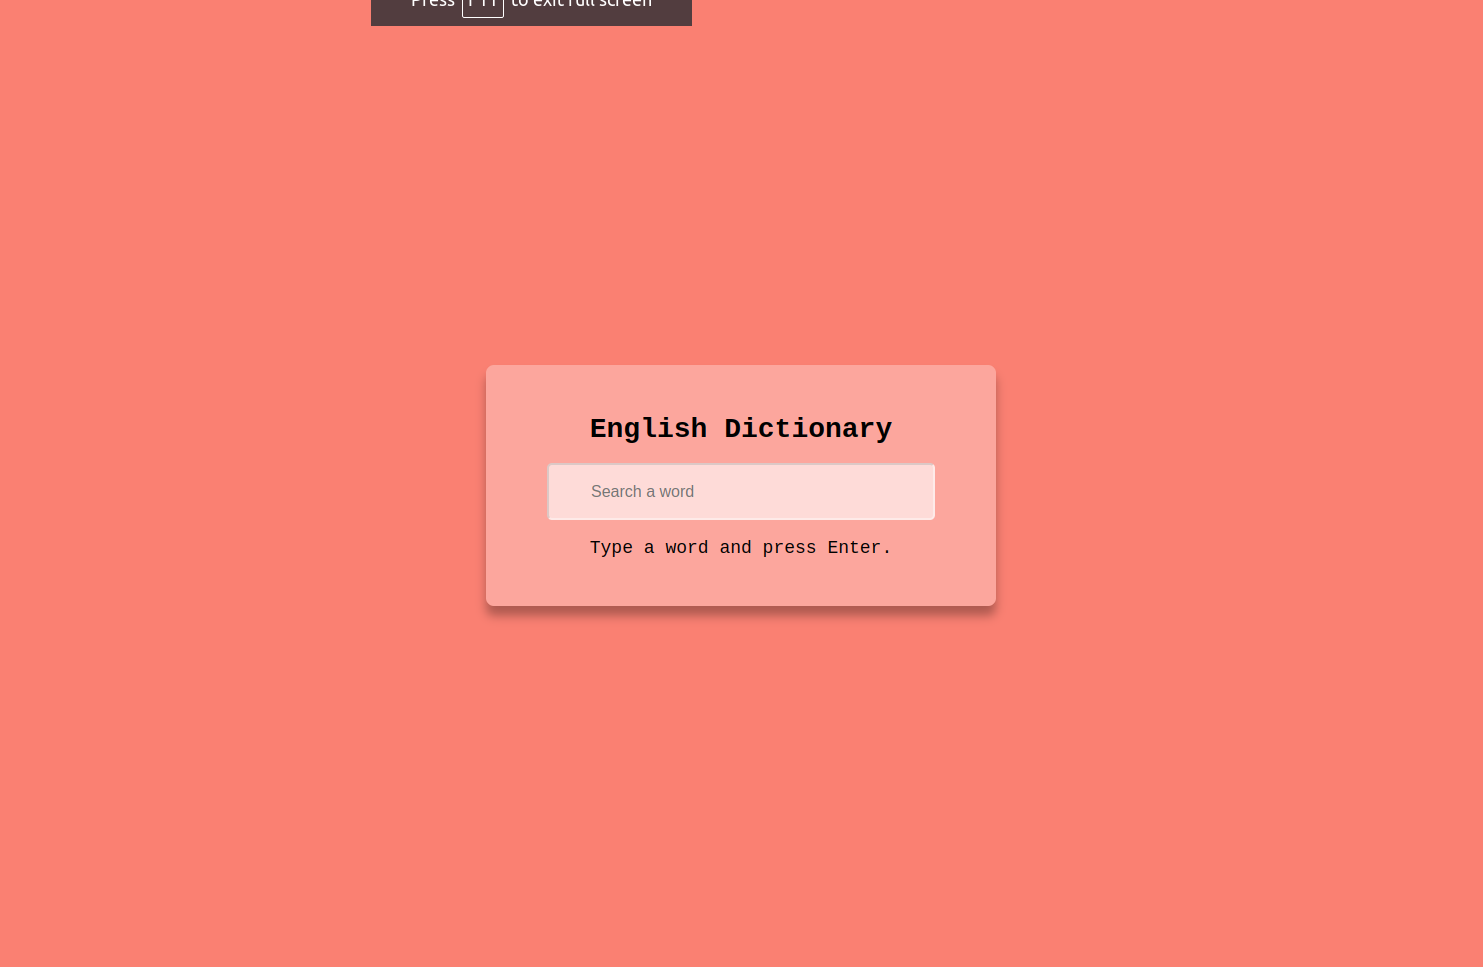 Press F11 to exit full screen
English Dictionary
Search a word
Type a word and press Enter.